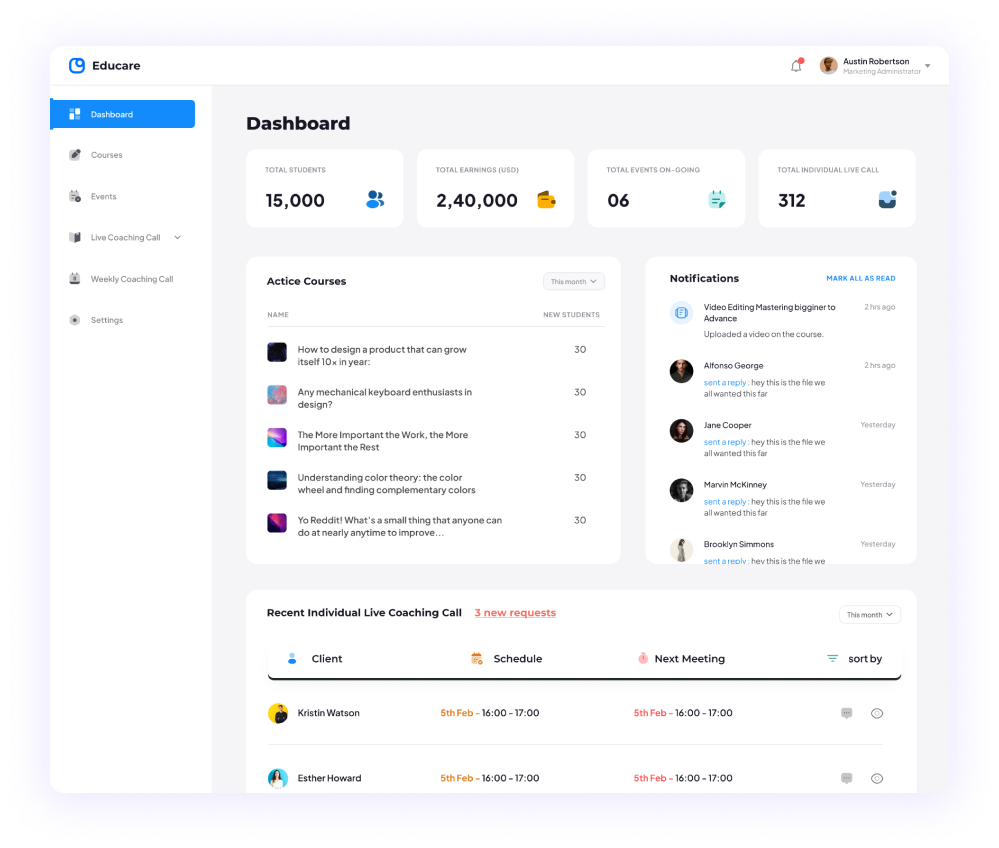 Educare
Austin Robertson
Marketing Administrator
Dashboard
Courses
Events
Live Coaching Call
Weekly Coaching Call
Settings
Dashboard
TOTAL STUDENTS
15,000
TOTAL EARNINGS (USD)
2,40,000
TOTAL EVENTS ON-GOING
06
TOTAL INDIVIDUAL LIVE CALL
312
Actice Courses
This month
NAME NEW STUDENTS
How to design a product that can grow
itself 10x in year:
30
Any mechanical keyboard enthusiasts in
design?
30
The More Important the Work, the More
Important the Rest
30
Understanding color theory: the color
wheel and finding complementary colors
30
Yo Reddit! What's a small thing that anyone can
do at nearly anytime to improve...
30
Notifications
MARK ALL AS READ
Video Editing Mastering bigginer to
Advance
2 hrs ago
Uploaded a video on the course.
Alfonso George
2 hrs ago
sent a reply : hey this is the file we
all wanted this far
Jane Cooper
Yesterday
sent a reply : hey this is the file we
all wanted this far
Marvin McKinney
Yesterday
sent a reply : hey this is the file we
all wanted this far
Brooklyn Simmons
Yesterday
sent a reply : hey this is the file we
Recent Individual Live Coaching Call
3 new requests
This month
Client Schedule Next Meeting sort by
Kristin Watson 5th Feb - 16:00 - 17:00 5th Feb - 16:00 - 17:00
Esther Howard 5th Feb - 16:00 - 17:00 5th Feb - 16:00 - 17:00